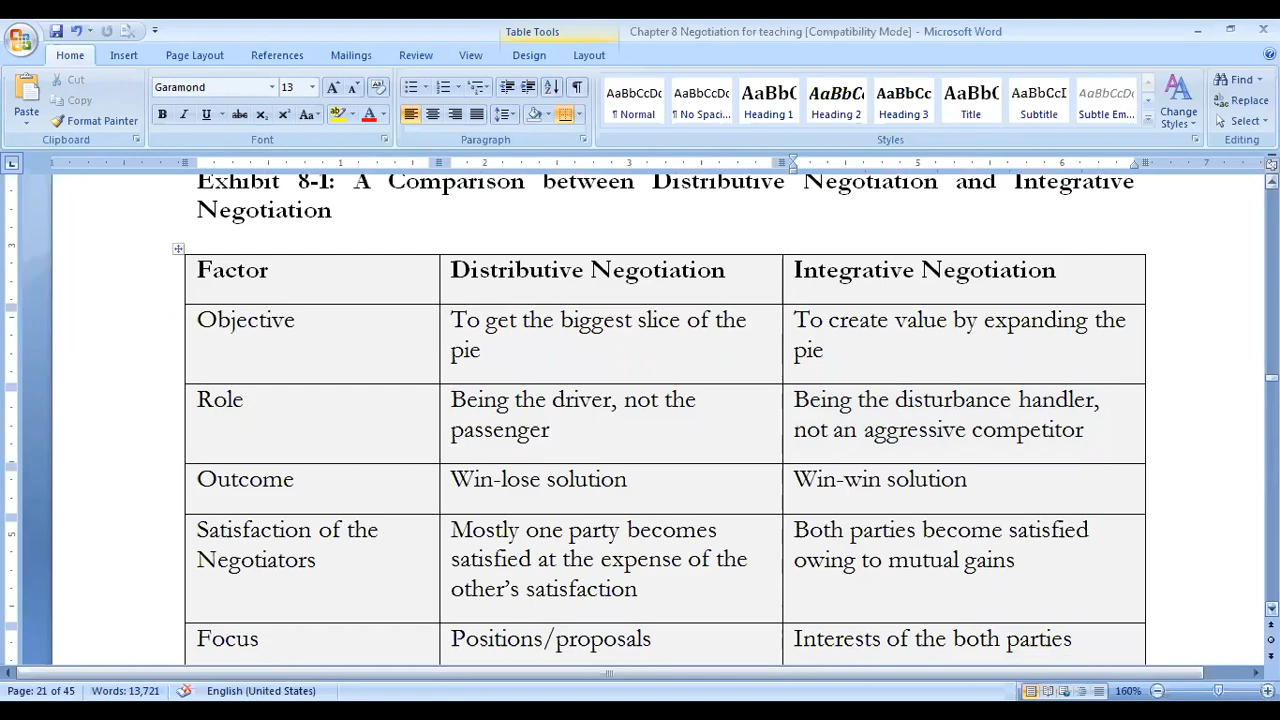 Table Tools
Chapter 8 Negotiation for teaching [Compatibility Mode] - Microsoft Word
Home Insert Page Layout References Mailings Review View Design Layout
Cut
Copy
Format Painter
Paste
Clipboard
Garamond 13
Font
Paragraph
AaBbCcDc AaBbCcDc AaBbC AaBbCc AaBbCc AaBbC AaBbCcI AaBbCcDc
¶ Normal ¶ No Spaci... Heading 1 Heading 2 Heading 3 Title Subtitle Subtle Em...
Change Styles
Styles
Find
Replace
Select
Editing
1 2 3 5 6 7
Exhibit 8-1: A Comparison between Distributive Negotiation and Integrative
Negotiation
Factor Distributive Negotiation Integrative Negotiation
Objective To get the biggest slice of the To create value by expanding the
pie pie
Role Being the driver, not the Being the disturbance handler,
passenger not an aggressive competitor
Outcome Win-lose solution Win-win solution
Satisfaction of the Mostly one party becomes Both parties become satisfied
Negotiators satisfied at the expense of the owing to mutual gains
other's satisfaction
Focus Positions/proposals Interests of the both parties
Page: 21 of 45 Words: 13,721 English (United States) 160%